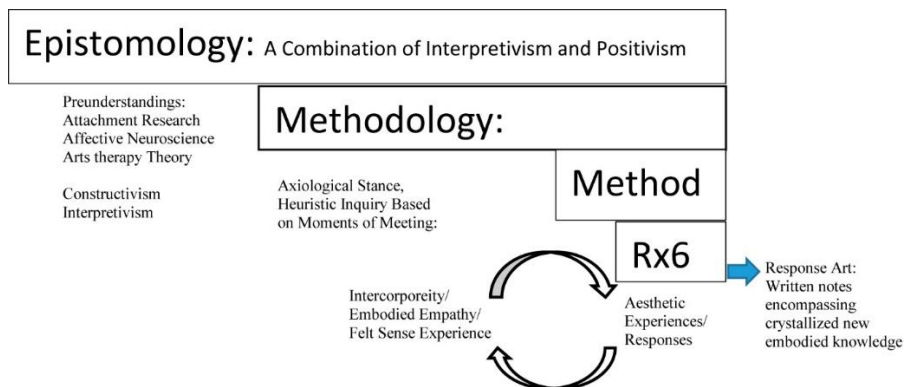 Epistomology: A Combination of Interpretivism and Positivism
Preunderstandings:
Attachment Research
Affective Neuroscience
Arts therapy Theory
Constructivism
Interpretivism
Methodology:
Axiological Stance,
Heuristic Inquiry Based
on Moments of Meeting:
Method
Rx6
Intercorporeity/
Embodied Empathy/
Felt Sense Experience
Aesthetic
Experiences/
Responses
Response Art:
Written notes
encompassing
crystallized new
embodied knowledge